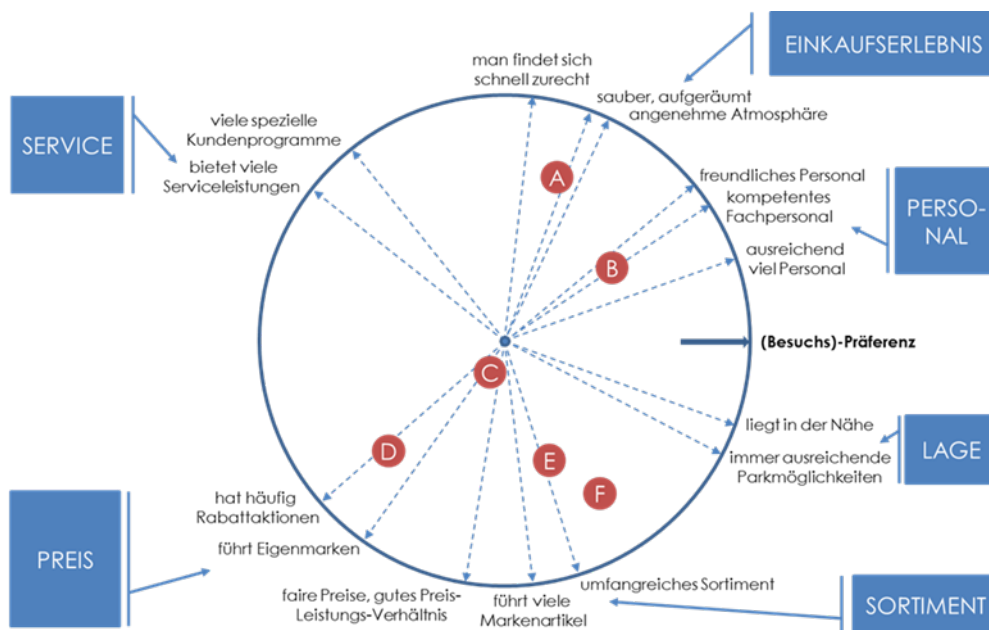 EINKAUFSERLEBNIS
man findet sich
schnell zurecht
sauber, aufgeräumt
angenehme Atmosphäre
SERVICE
viele spezielle
Kundenprogramme
bietet viele
Serviceleistungen
A
freundliches Personal
kompetentes
Fachpersonal
PERSO-
NAL
ausreichend
viel Personal
B
(Besuchs)-Präferenz
C
liegt in der Nähe
immer ausreichende
Parkmöglichkeiten
LAGE
D
E
F
hat häufig
Rabattaktionen
führt Eigenmarken
PREIS
faire Preise, gutes Preis-
Leistungs-Verhältnis
führt viele
Markenartikel
umfangreiches Sortiment
SORTIMENT